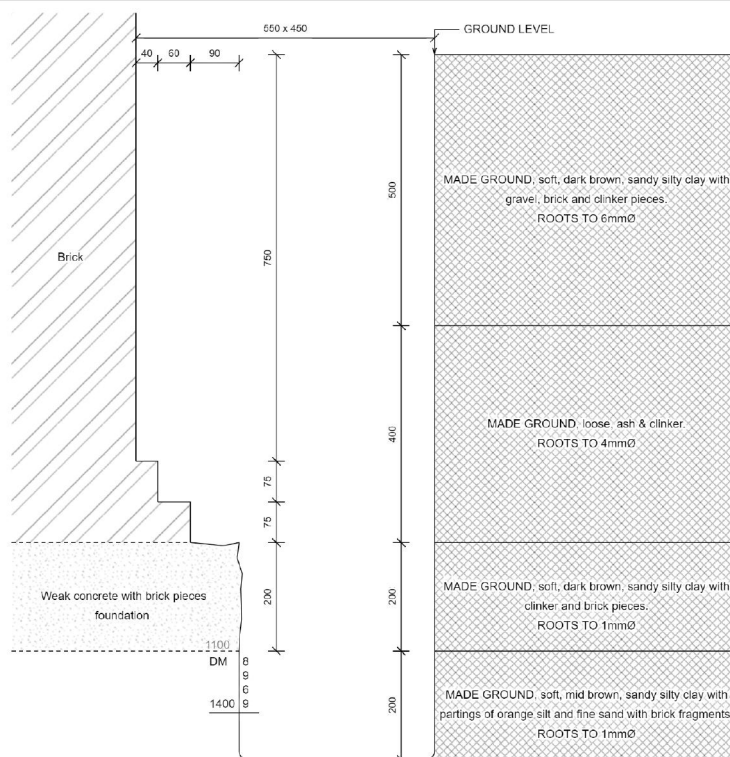 550 x 450
GROUND LEVEL
40
60
90
MADE GROUND, soft, dark brown, sandy silty clay with
gravel, brick and clinker pieces.
ROOTS TO 6mmØ
500
750
Brick
MADE GROUND, loose, ash & clinker.
ROOTS TO 4mmØ
400
75
75
MADE GROUND, soft, dark brown, sandy silty clay with
clinker and brick pieces.
ROOTS TO 1mmØ
200
200
Weak concrete with brick pieces
foundation
1100
DM
8
9
6
1400 9
200
MADE GROUND, soft, mid brown, sandy silty clay with
partings of orange silt and fine sand with brick fragments
ROOTS TO 1mmØ